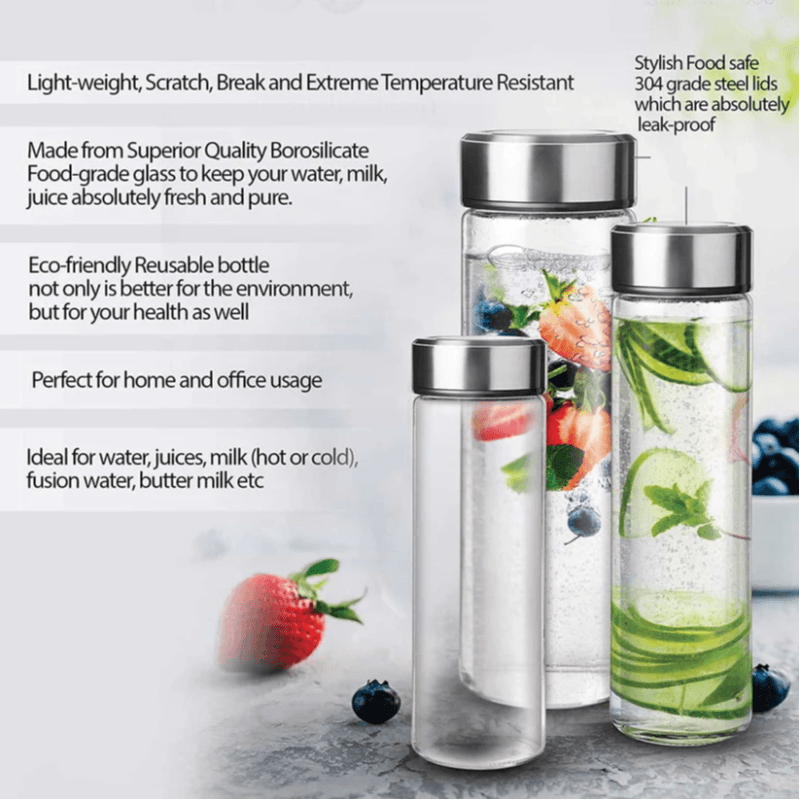 Light-weight, Scratch, Break and Extreme Temperature Resistant
Stylish Food safe
304 grade steel lids
which are absolutely
leak-proof
Made from Superior Quality Borosilicate
Food-grade glass to keep your water, milk,
juice absolutely fresh and pure.
Eco-friendly Reusable bottle
not only is better for the environment,
but for your health as well
Perfect for home and office usage
Ideal for water, juices, milk (hot or cold),
fusion water, butter milk etc